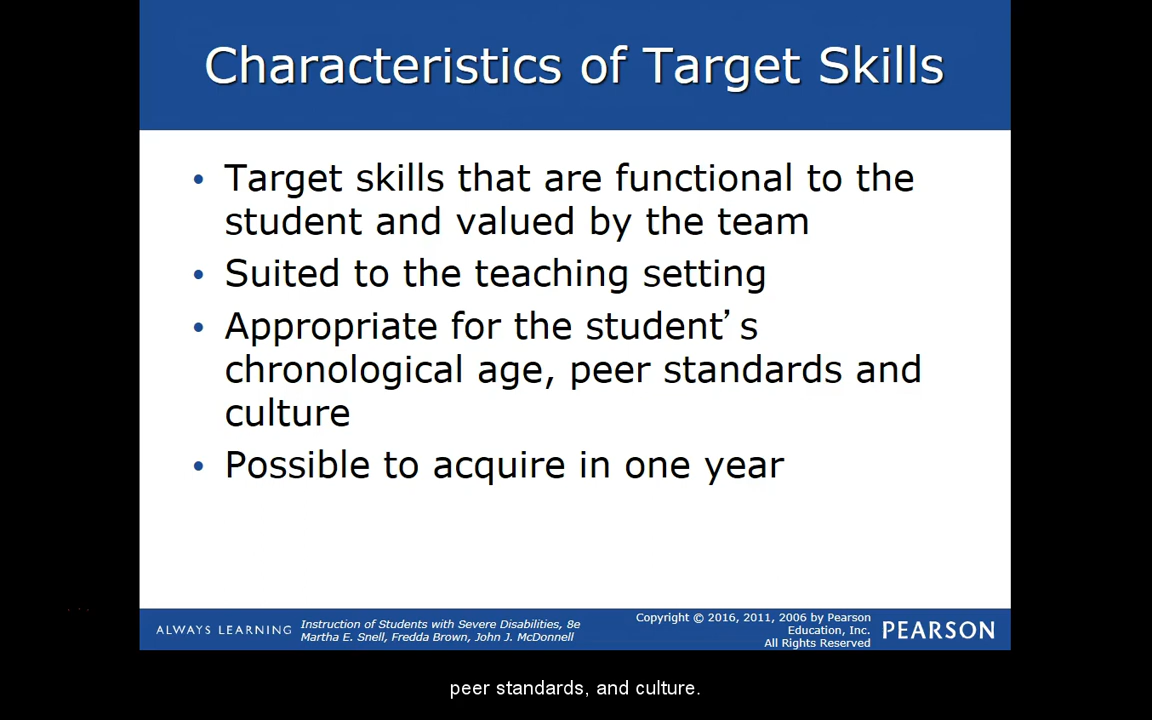 Characteristics of Target Skills
• Target skills that are functional to the
student and valued by the team
• Suited to the teaching setting
• Appropriate for the student’s
chronological age, peer standards and
culture
• Possible to acquire in one year
ALWAYS LEARNING
Instruction of Students with Severe Disabilities, 8e
Martha E. Snell, Fredda Brown, John J. McDonnell
Copyright © 2016, 2011, 2006 by Pearson
Education, Inc.
All Rights Reserved
PEARSON
peer standards, and culture.